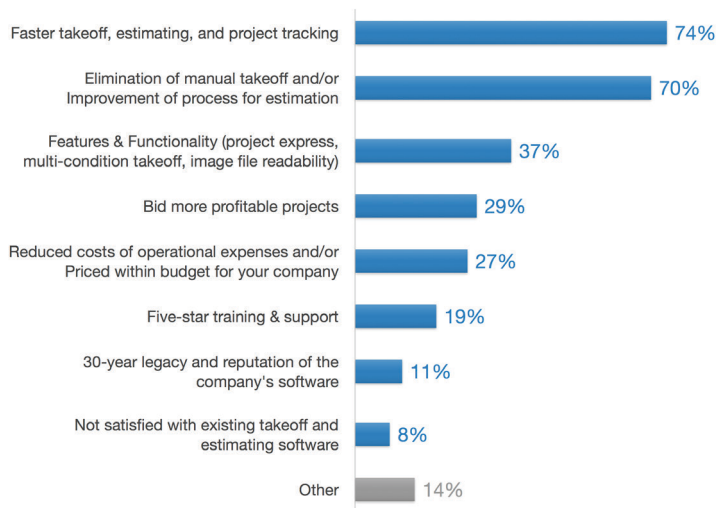 Faster takeoff, estimating, and project tracking 74%
Elimination of manual takeoff and/or
Improvement of process for estimation 70%
Features & Functionality (project express,
multi-condition takeoff, image file readability) 37%
Bid more profitable projects 29%
Reduced costs of operational expenses and/or
Priced within budget for your company 27%
Five-star training & support 19%
30-year legacy and reputation of the
company's software 11%
Not satisfied with existing takeoff and
estimating software 8%
Other 14%